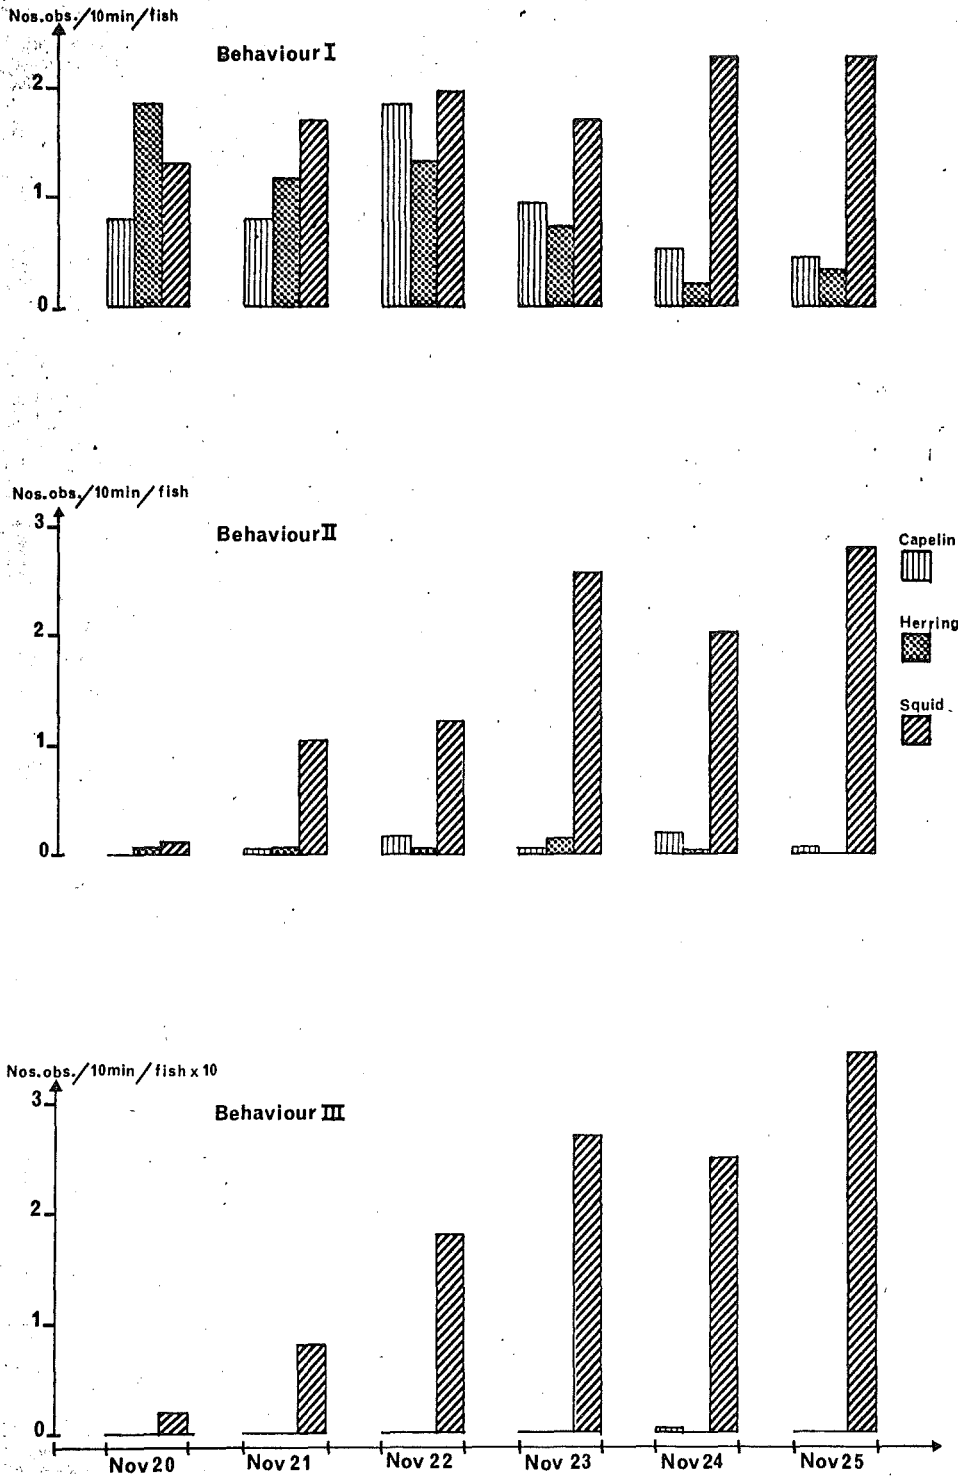 Nos.obs./10min/fish
Behaviour I
2
1
0
Nos.obs./10min/fish
Behaviour II
3
2
1
0
Capelin
Herring
Squid
Nos.obs./10min/fish x 10
Behaviour III
3
2
1
0
Nov 20 Nov 21 Nov 22 Nov 23 Nov 24 Nov 25